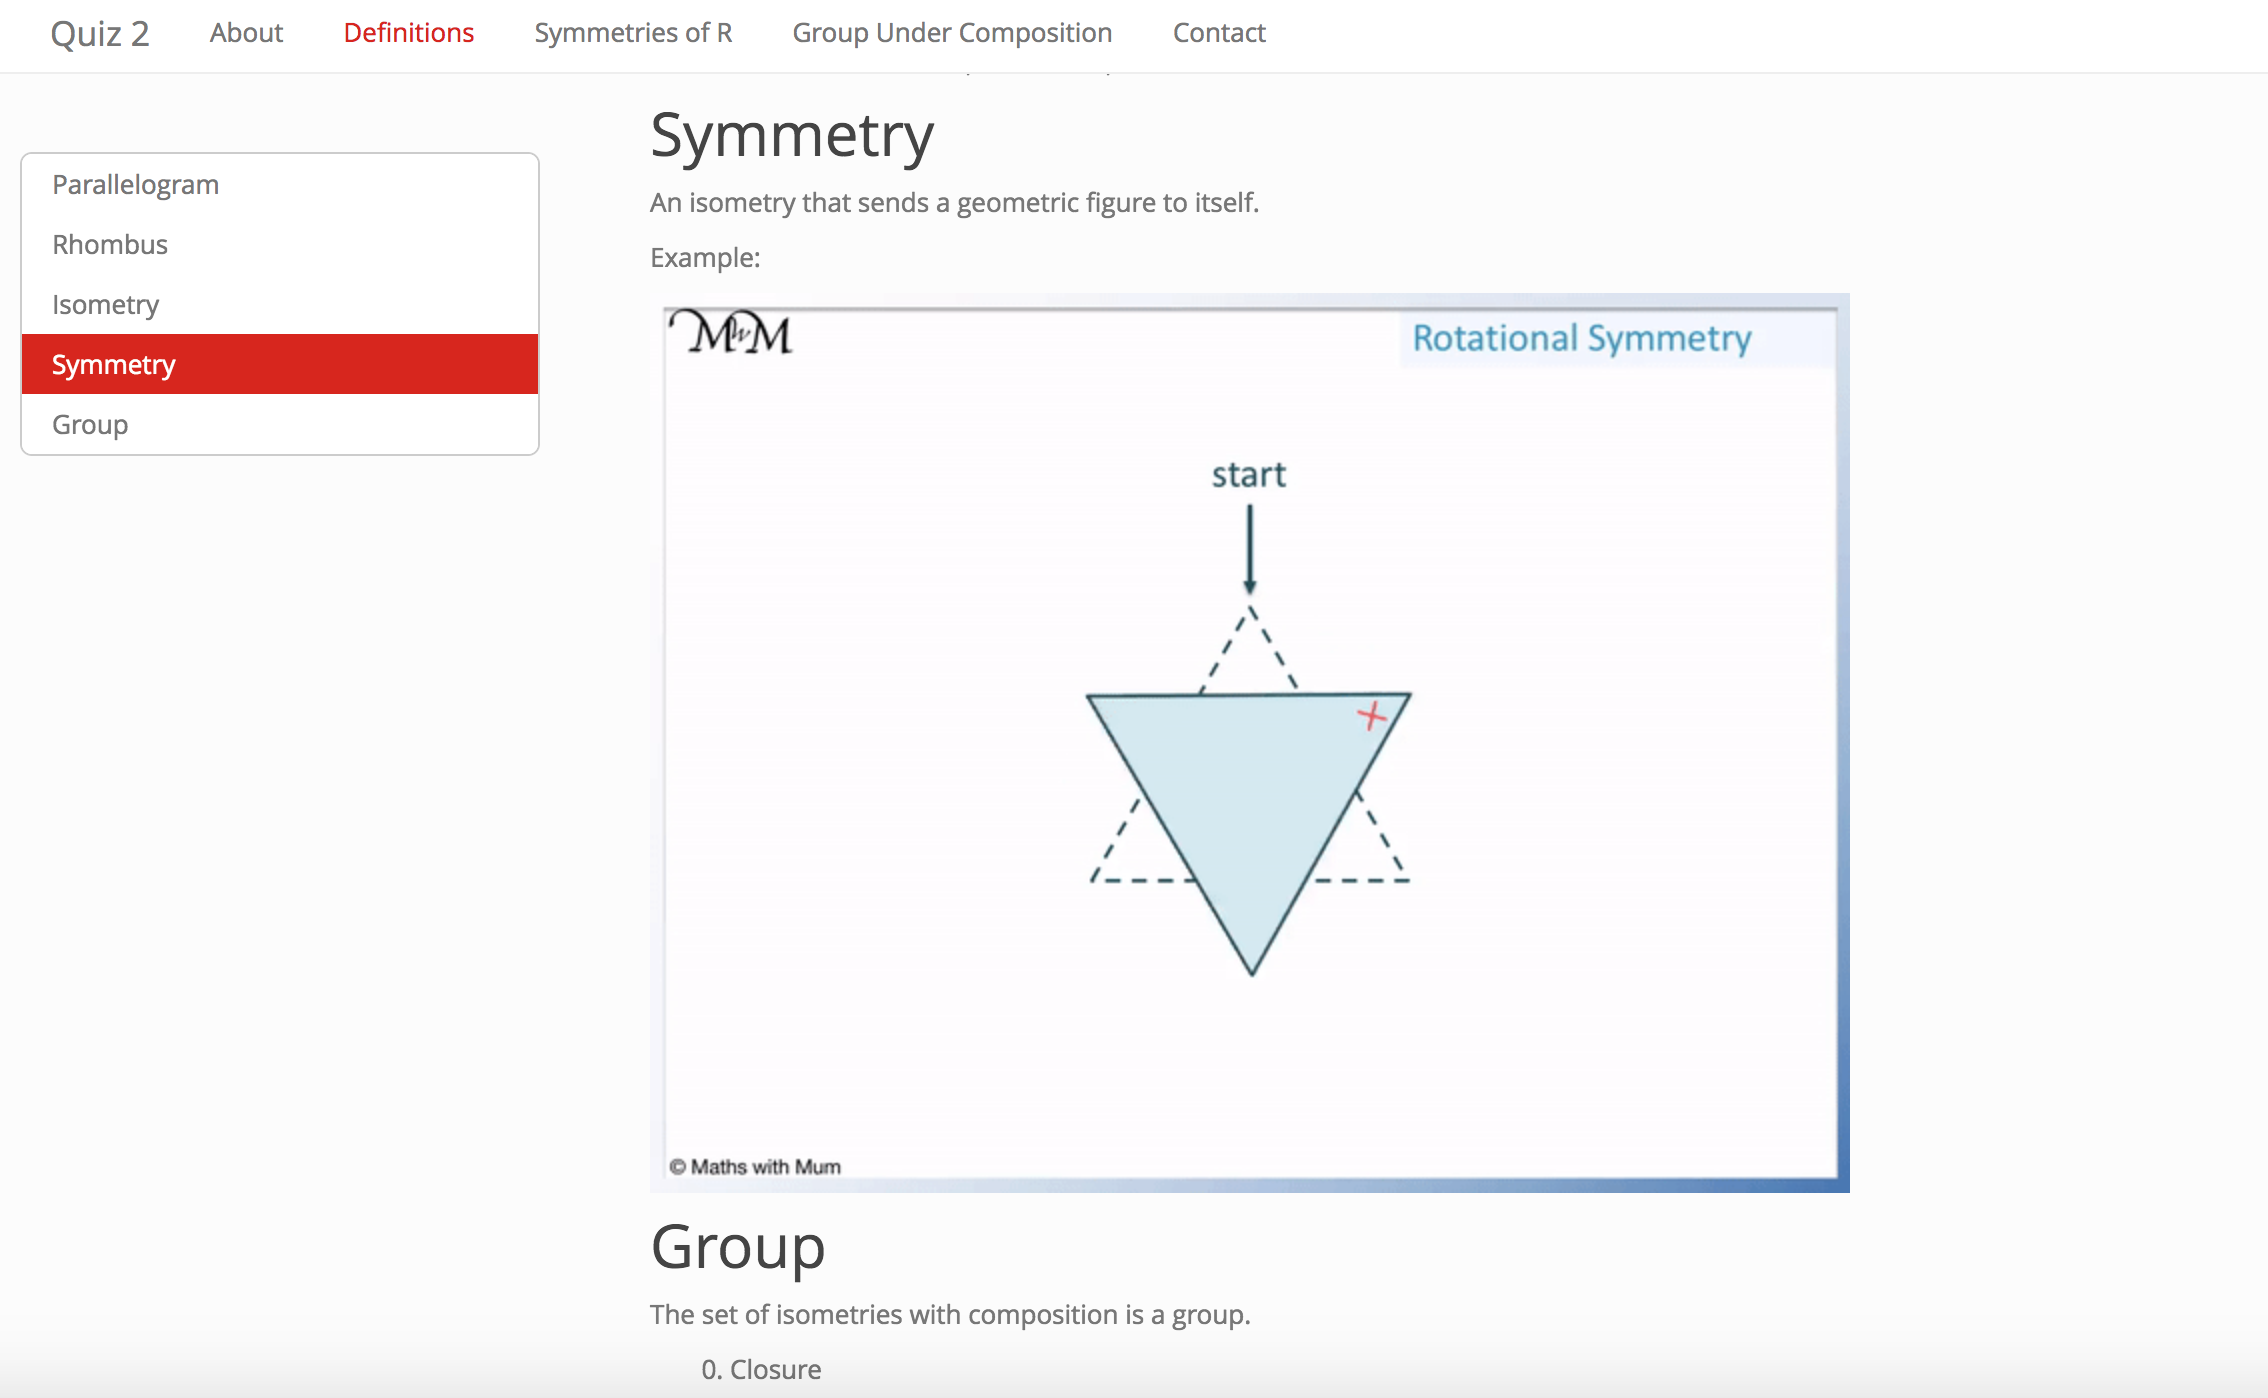 Quiz 2 About Definitions Symmetries of R Group Under Composition Contact
Parallelogram
Rhombus
Isometry
Symmetry
Group
Symmetry
An isometry that sends a geometric figure to itself.
Example:
MwM
Rotational Symmetry
start
© Maths with Mum
Group
The set of isometries with composition is a group.
0. Closure